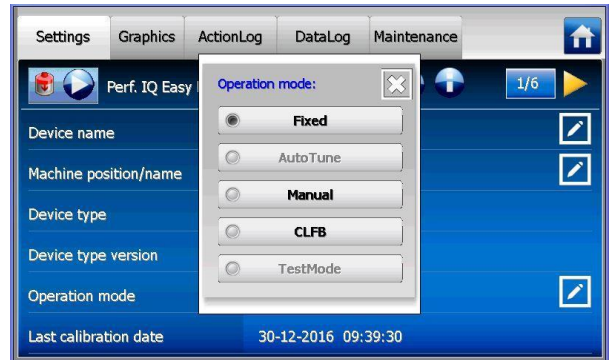 Settings Graphics ActionLog DataLog Maintenance
Perf. IQ Easy
1/6
Operation mode:
Fixed
AutoTune
Manual
CLFB
TestMode
Device name
Machine position/name
Device type
Device type version
Operation mode
Last calibration date 30-12-2016 09:39:30